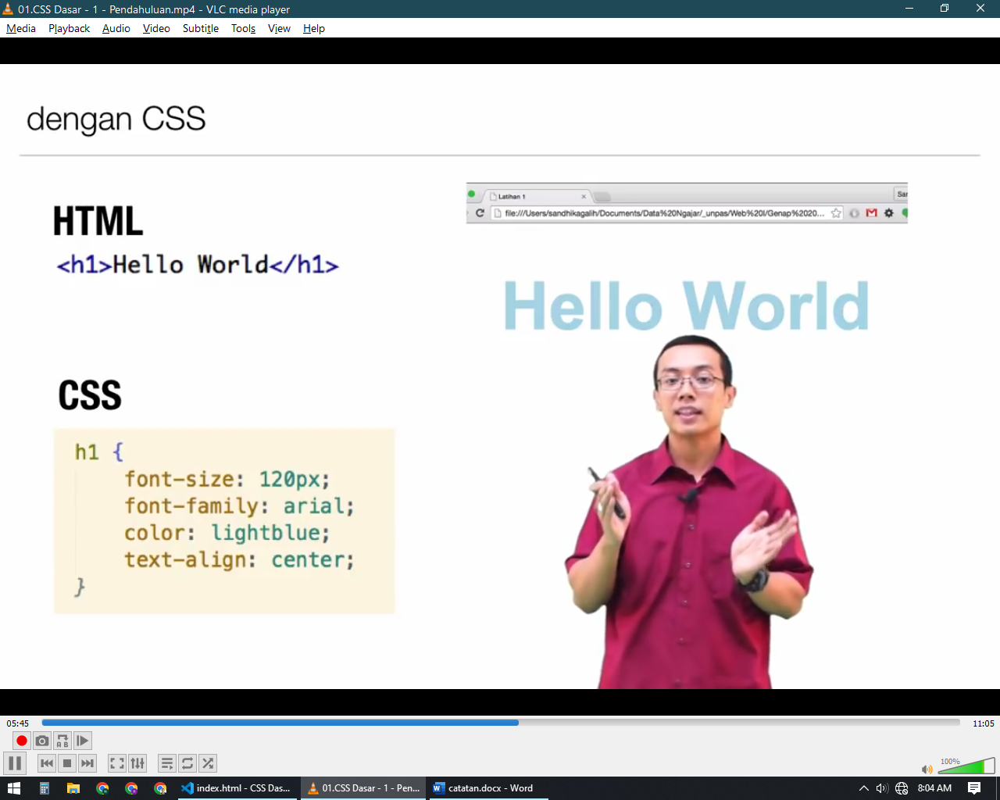 01.CSS Dasar - 1 - Pendahuluan.mp4 - VLC media player
Media Playback Audio Video Subtitle Tools View Help
dengan CSS
HTML
<h1>Hello World</h1>
Latihan 1
San
file:///Users/sandhikagalih/Documents/Data%20Ngajar/_unpas/Web%20I/Genap%2020...
Hello World
CSS
h1 {
font-size: 120px;
font-family: arial;
color: lightblue;
text-align: center;
}
05:45
11:05
A B
100%
index.html - CSS Das...
01.CSS Dasar - 1 - Pen...
catatan.docx - Word
8:04 AM